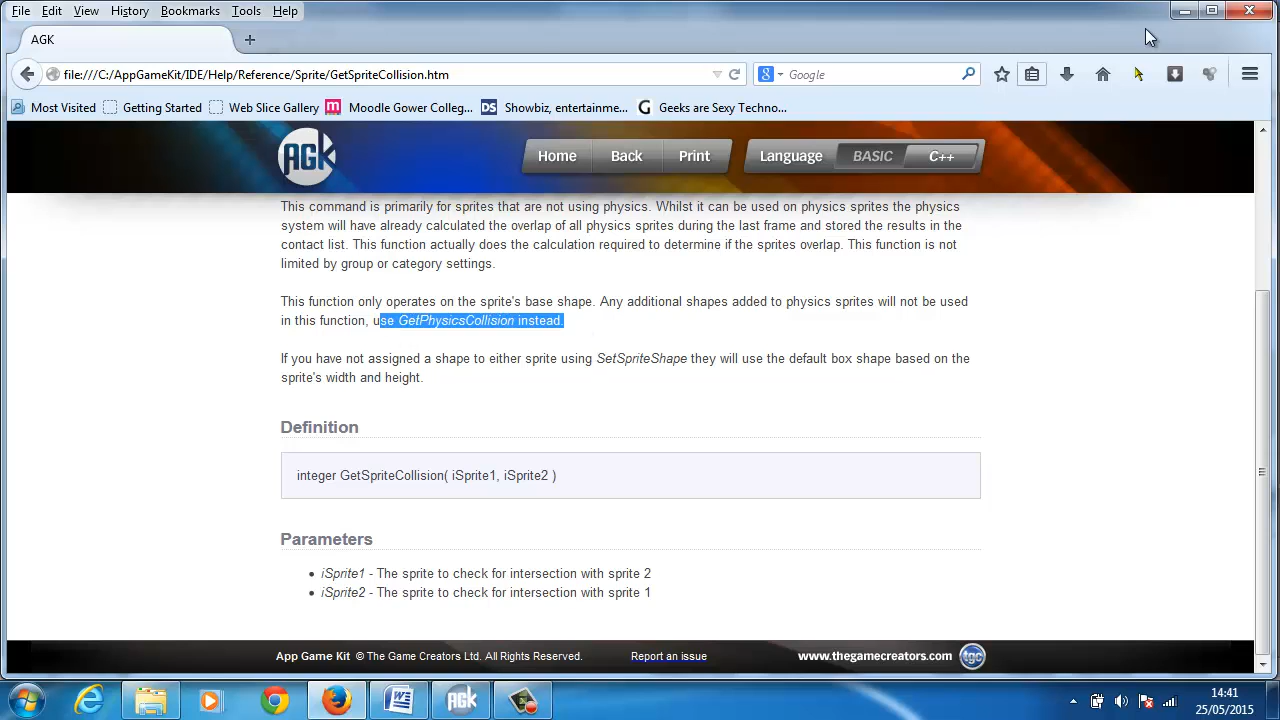 File Edit View History Bookmarks Tools Help
AGK
file:///C:/AppGameKit/IDE/Help/Reference/Sprite/GetSpriteCollision.htm
Google
Most Visited Getting Started Web Slice Gallery Moodle Gower Colleg... DS Showbiz, entertainme... G Geeks are Sexy Techno...
AGK Home Back Print Language BASIC C++
This command is primarily for sprites that are not using physics. Whilst it can be used on physics sprites the physics
system will have already calculated the overlap of all physics sprites during the last frame and stored the results in the
contact list. This function actually does the calculation required to determine if the sprites overlap. This function is not
limited by group or category settings.
This function only operates on the sprite's base shape. Any additional shapes added to physics sprites will not be used
in this function, use GetPhysicsCollision instead.
If you have not assigned a shape to either sprite using SetSpriteShape they will use the default box shape based on the
sprite's width and height.
Definition
integer GetSpriteCollision( iSprite1, iSprite2 )
Parameters
• iSprite1 - The sprite to check for intersection with sprite 2
• iSprite2 - The sprite to check for intersection with sprite 1
App Game Kit © The Game Creators Ltd. All Rights Reserved. Report an issue www.thegamecreators.com tgc
AGK
14:41
25/05/2015